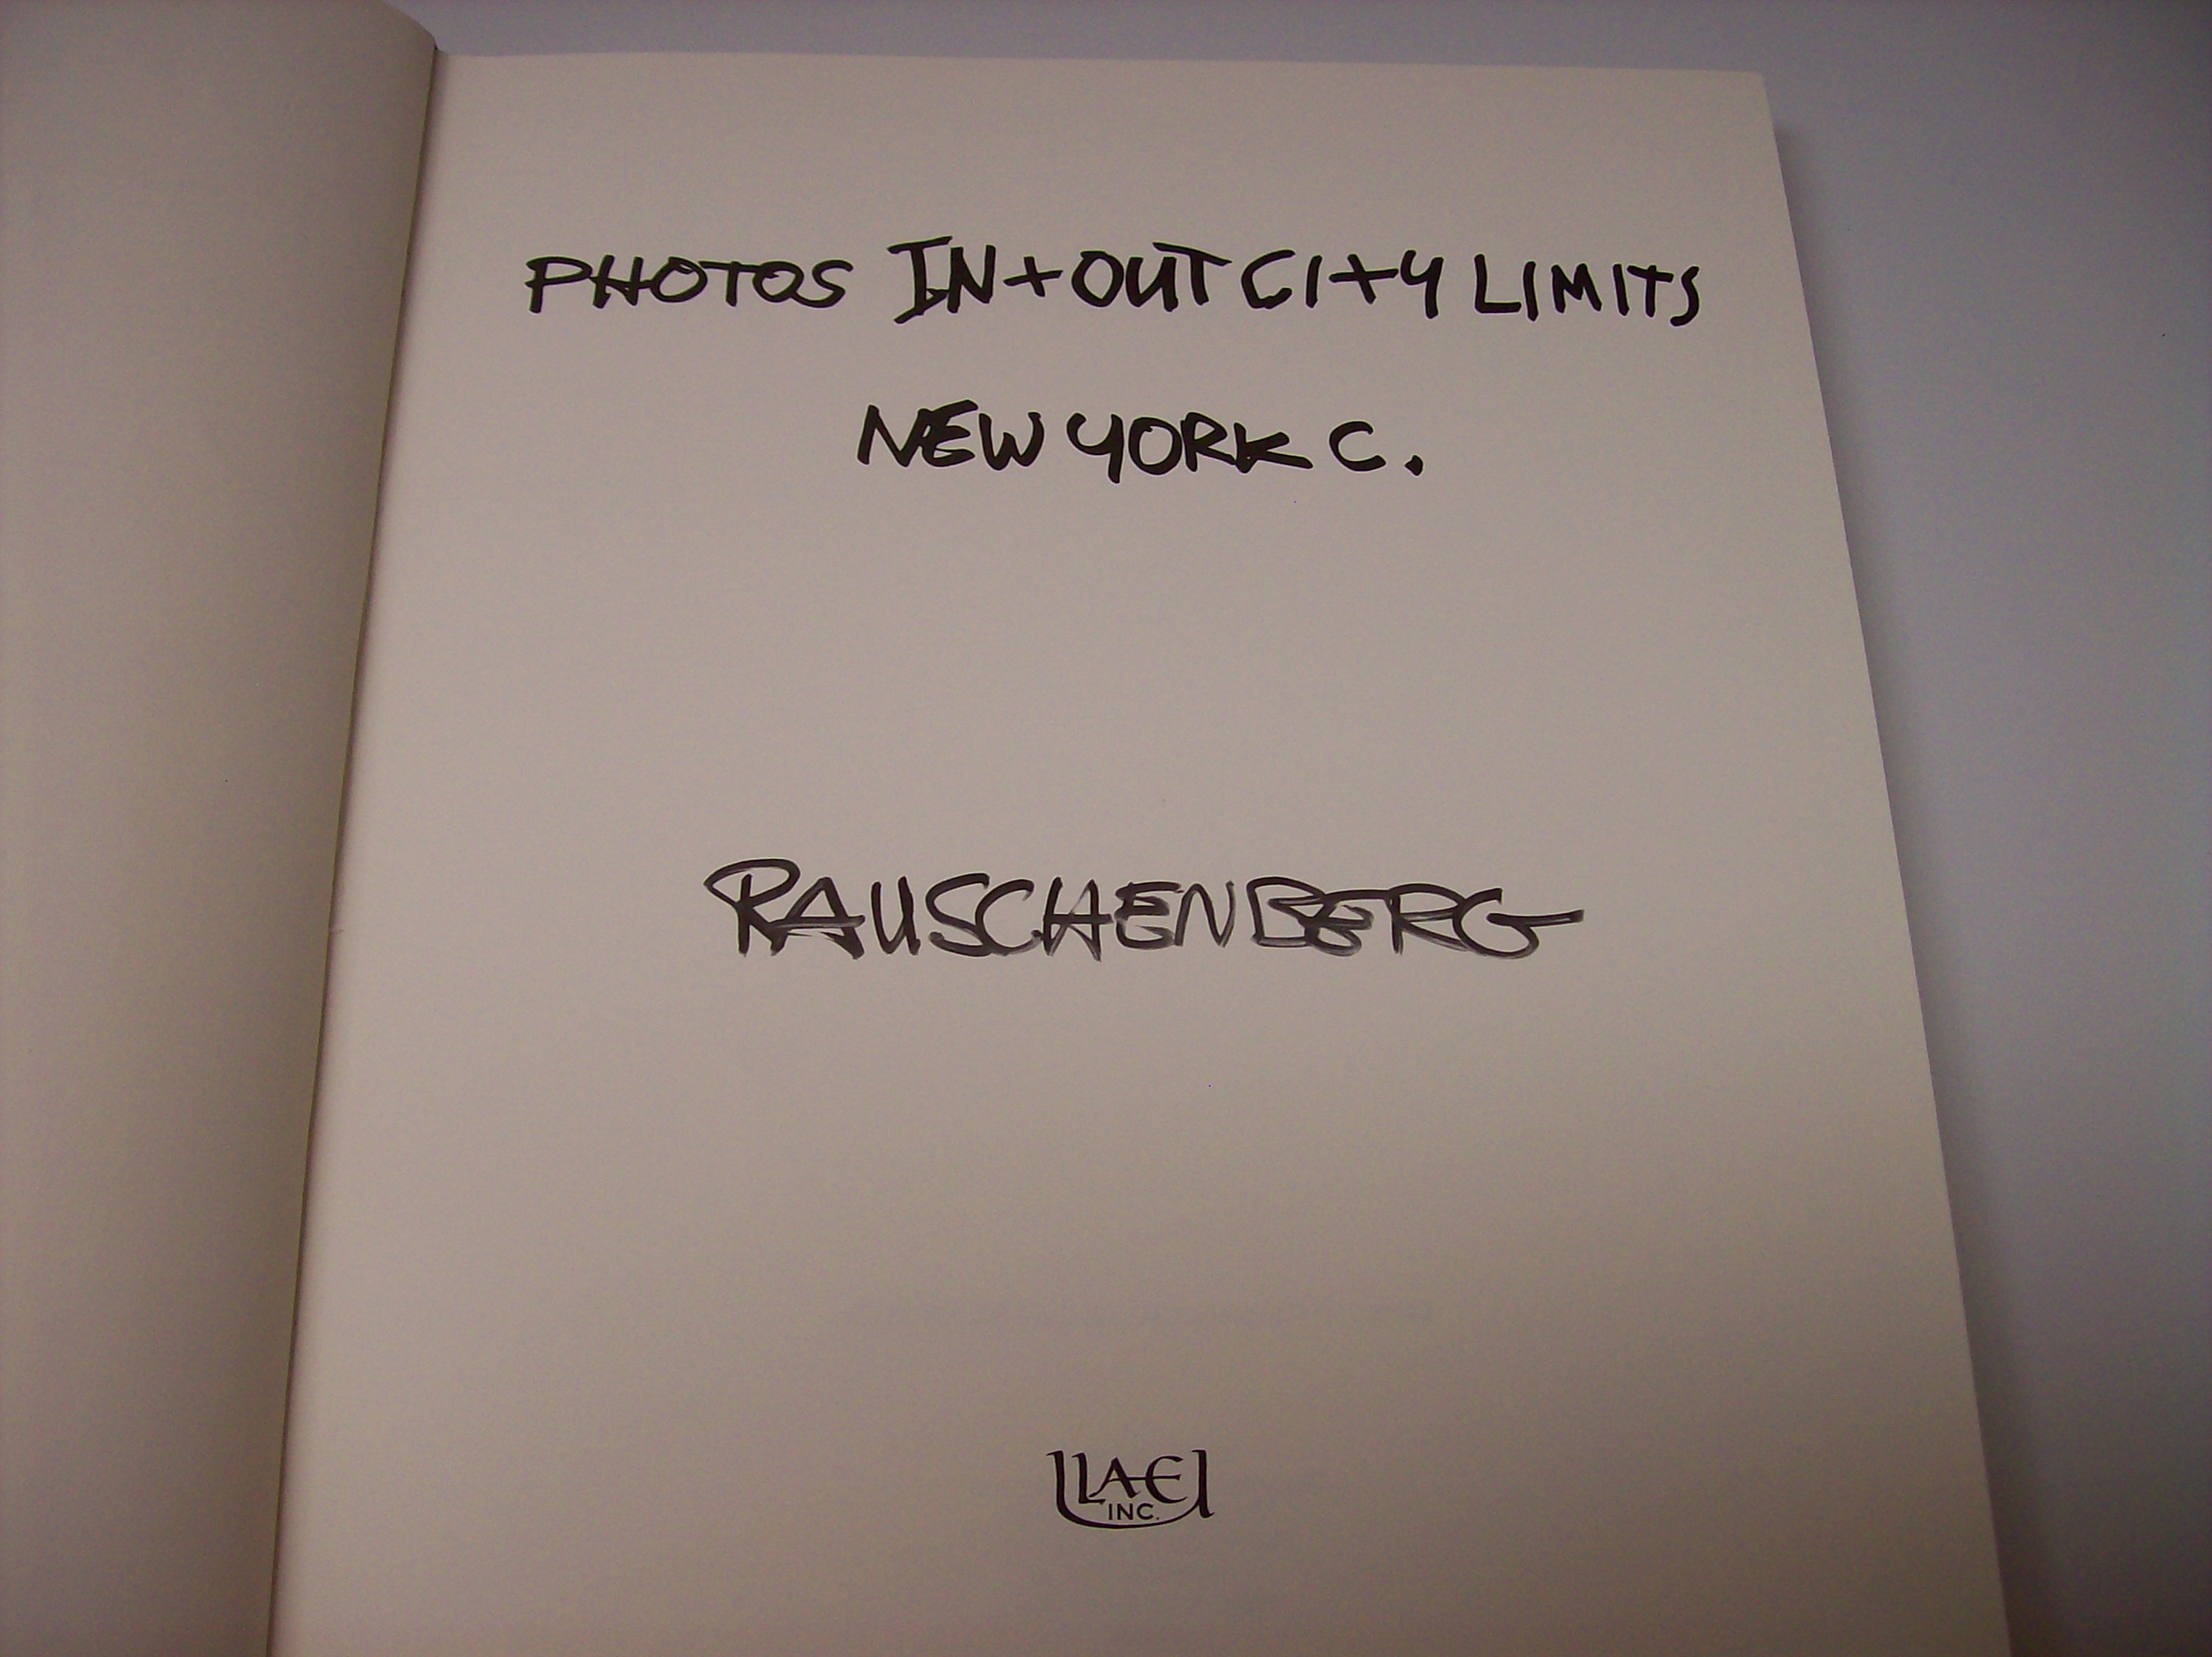 PHOTOS IN+OUT CITY LIMITS
NEW YORK C.
RAUSCHENBERG
ULAE
INC.